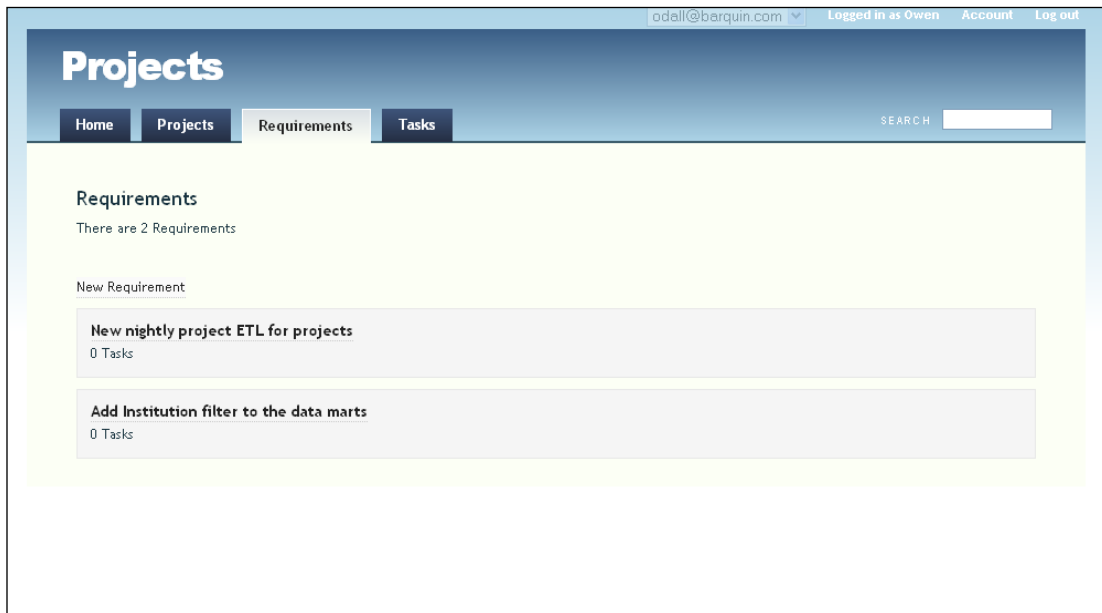 odall@barquin.com Logged in as Owen Account Log out
Projects
Home Projects Requirements Tasks SEARCH
Requirements
There are 2 Requirements
New Requirement
New nightly project ETL for projects
0 Tasks
Add Institution filter to the data marts
0 Tasks